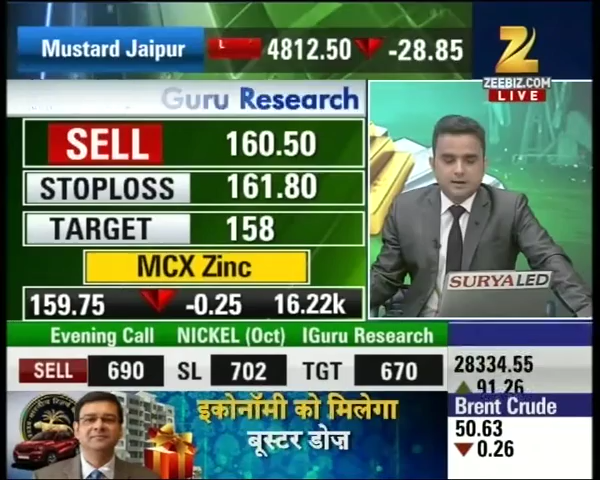 Mustard Jaipur
4812.50
-28.85
Z
ZEEBIZ.COM
LIVE
Guru Research
SELL 160.50
STOPLOSS 161.80
TARGET 158
MCX Zinc
159.75 -0.25 16.22k
SURYA LED
Evening Call NICKEL (Oct) IGuru Research
SELL 690 SL 702 TGT 670
28334.55
91.26
Brent Crude
50.63
0.26
इकोनॉमी को मिलेगा
बूस्टर डोज